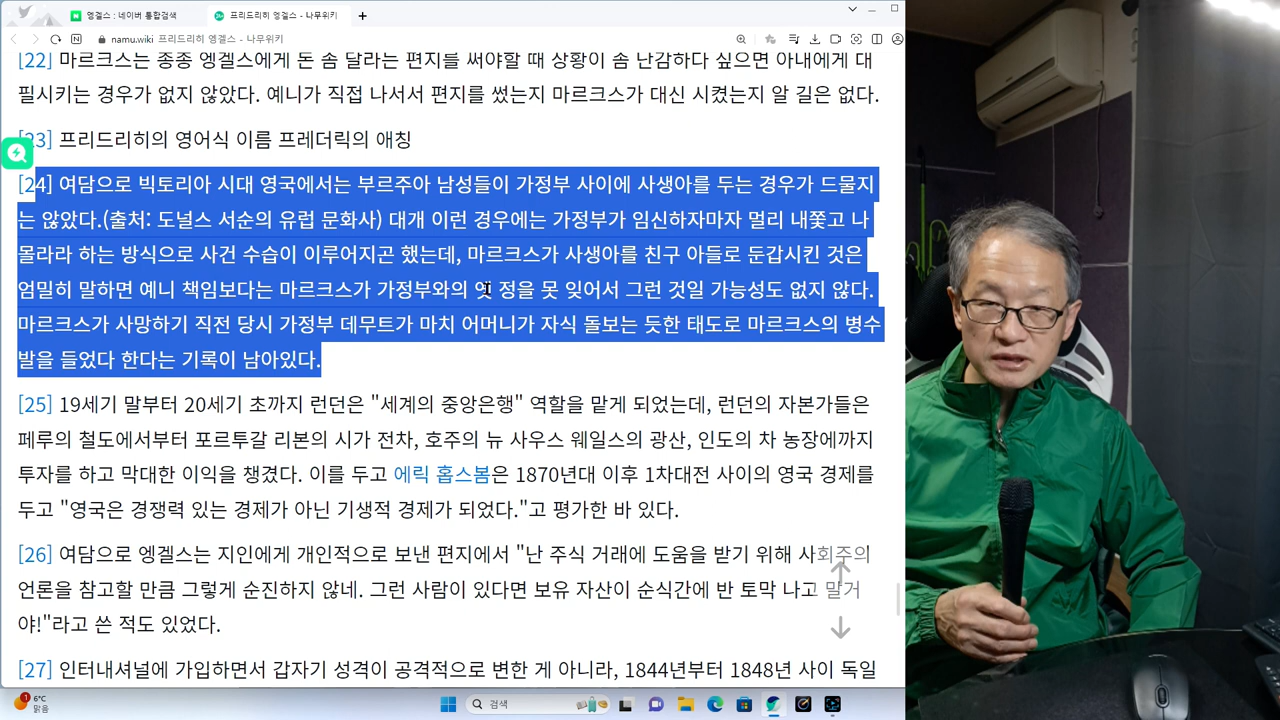 엥겔스 : 네이버 통합검색
프리드리히 엥겔스 - 나무위키
namu.wiki 프리드리히 엥겔스 - 나무위키
[22] 마르크스는 종종 엥겔스에게 돈 좀 달라는 편지를 써야할 때 상황이 좀 난감하다 싶으면 아내에게 대
필시키는 경우가 없지 않았다. 예니가 직접 나서서 편지를 썼는지 마르크스가 대신 시켰는지 알 길은 없다.
[23] 프리드리히의 영어식 이름 프레더릭의 애칭
[24] 여담으로 빅토리아 시대 영국에서는 부르주아 남성들이 가정부 사이에 사생아를 두는 경우가 드물지
는 않았다.(출처: 도널스 서순의 유럽 문화사) 대개 이런 경우에는 가정부가 임신하자마자 멀리 내쫓고 나
몰라라 하는 방식으로 사건 수습이 이루어지곤 했는데, 마르크스가 사생아를 친구 아들로 둔갑시킨 것은
엄밀히 말하면 예니 책임보다는 마르크스가 가정부와의 옛 정을 못 잊어서 그런 것일 가능성도 없지 않다.
마르크스가 사망하기 직전 당시 가정부 데무트가 마치 어머니가 자식 돌보는 듯한 태도로 마르크스의 병수
발을 들었다 한다는 기록이 남아있다.
[25] 19세기 말부터 20세기 초까지 런던은 "세계의 중앙은행" 역할을 맡게 되었는데, 런던의 자본가들은
페루의 철도에서부터 포르투갈 리본의 시가 전차, 호주의 뉴 사우스 웨일스의 광산, 인도의 차 농장에까지
투자를 하고 막대한 이익을 챙겼다. 이를 두고 에릭 홉스봄은 1870년대 이후 1차대전 사이의 영국 경제를
두고 "영국은 경쟁력 있는 경제가 아닌 기생적 경제가 되었다."고 평가한 바 있다.
[26] 여담으로 엥겔스는 지인에게 개인적으로 보낸 편지에서 "난 주식 거래에 도움을 받기 위해 사회주의
언론을 참고할 만큼 그렇게 순진하지 않네. 그런 사람이 있다면 보유 자산이 순식간에 반 토막 나고 말거
야!"라고 쓴 적도 있었다.
[27] 인터내셔널에 가입하면서 갑자기 성격이 공격적으로 변한 게 아니라, 1844년부터 1848년 사이 독일
1
6°C
맑음
검색